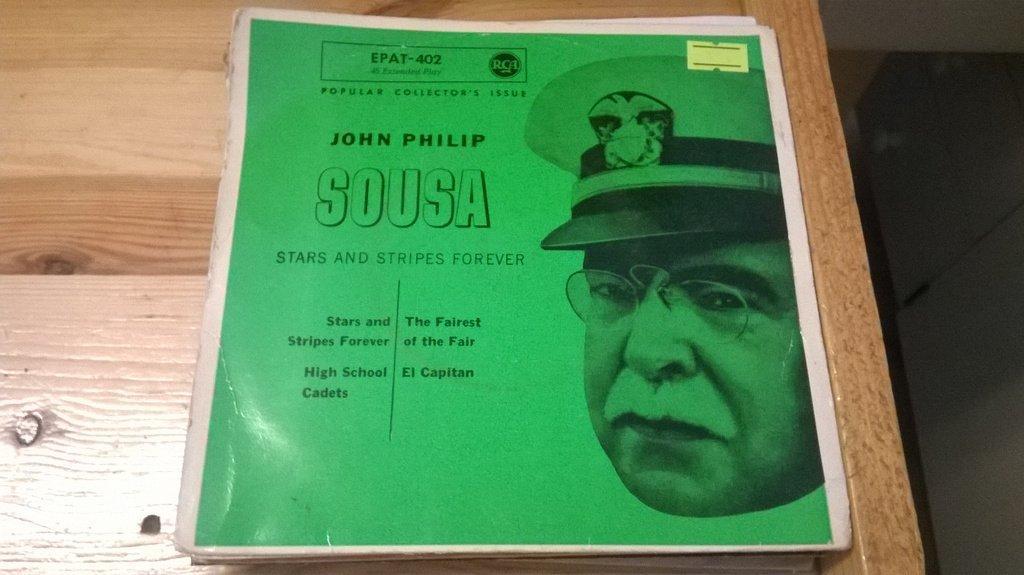 EPAT-402
45 Extended Play
RCA
POPULAR COLLECTOR'S ISSUE
JOHN PHILIP
SOUSA
STARS AND STRIPES FOREVER
Stars and
Stripes Forever
High School
Cadets
The Fairest
of the Fair
El Capitan